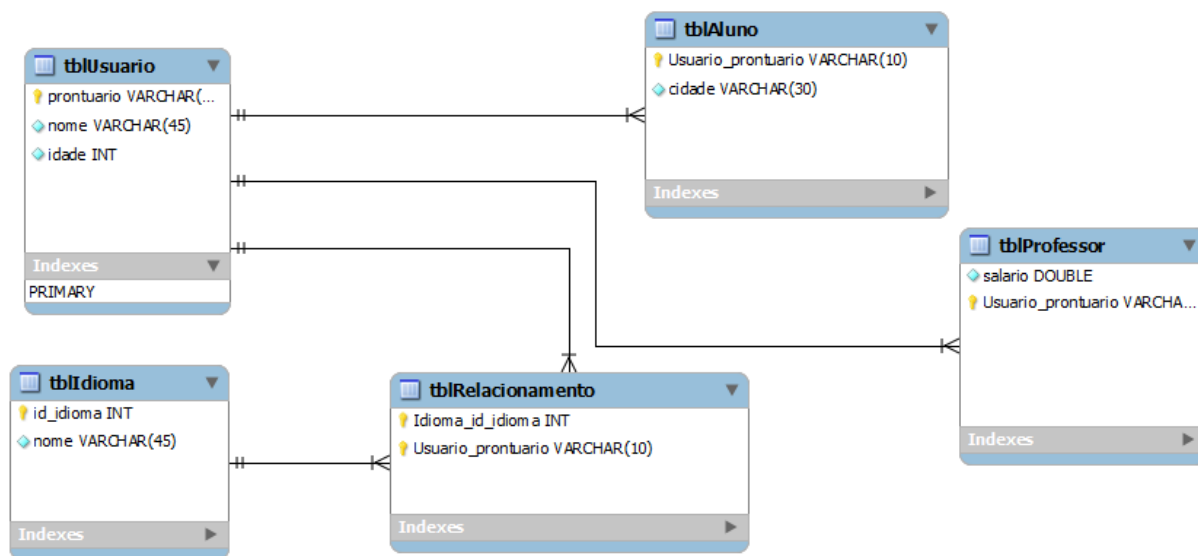 tblUsuario
prontuario VARCHAR(...
nome VARCHAR(45)
idade INT
Indexes
PRIMARY
tblAluno
Usuario_prontuario VARCHAR(10)
cidade VARCHAR(30)
Indexes
tblProfessor
salario DOUBLE
Usuario_prontuario VARCHA...
Indexes
tblIdioma
id_idioma INT
nome VARCHAR(45)
Indexes
tblRelacionamento
Idioma_id_idioma INT
Usuario_prontuario VARCHAR(10)
Indexes